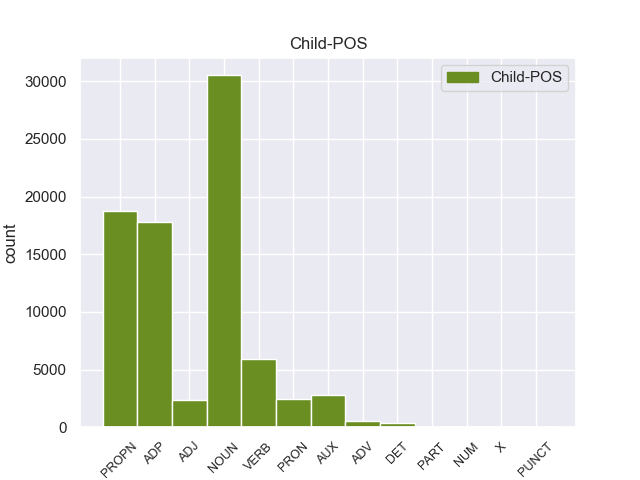 Child-POS
Child-POS
30000
25000
20000
15000
10000
5000
0
count
PROPN ADP ADJ NOUN VERB PRON AUX ADV DET PART NUM X PUNCT